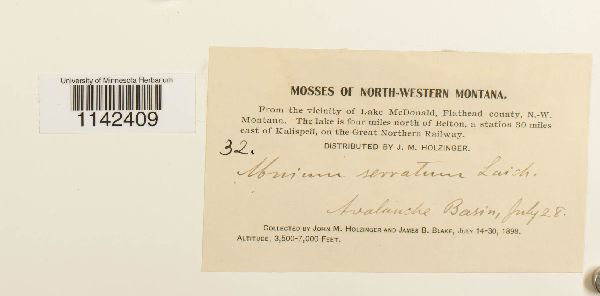 University of Minnesota Herbarium
1142409
MOSSES OF NORTH-WESTERN MONTANA.
From the vicinity of Lake McDonald, Flathead county, N.-W.
Montana. The lake is four miles north of Belton, a station 30 miles
east of Kalispell, on the Great Northern Railway.
DISTRIBUTED BY J. M. HOLZINGER.
32.
Mnium serratum Laich.
Avalanche Basin, July 28.
COLLECTED BY JOHN M. HOLZINGER AND JAMES B. BLAKE, JULY 14-30, 1898.
ALTITUDE, 3,500-7,000 FEET.